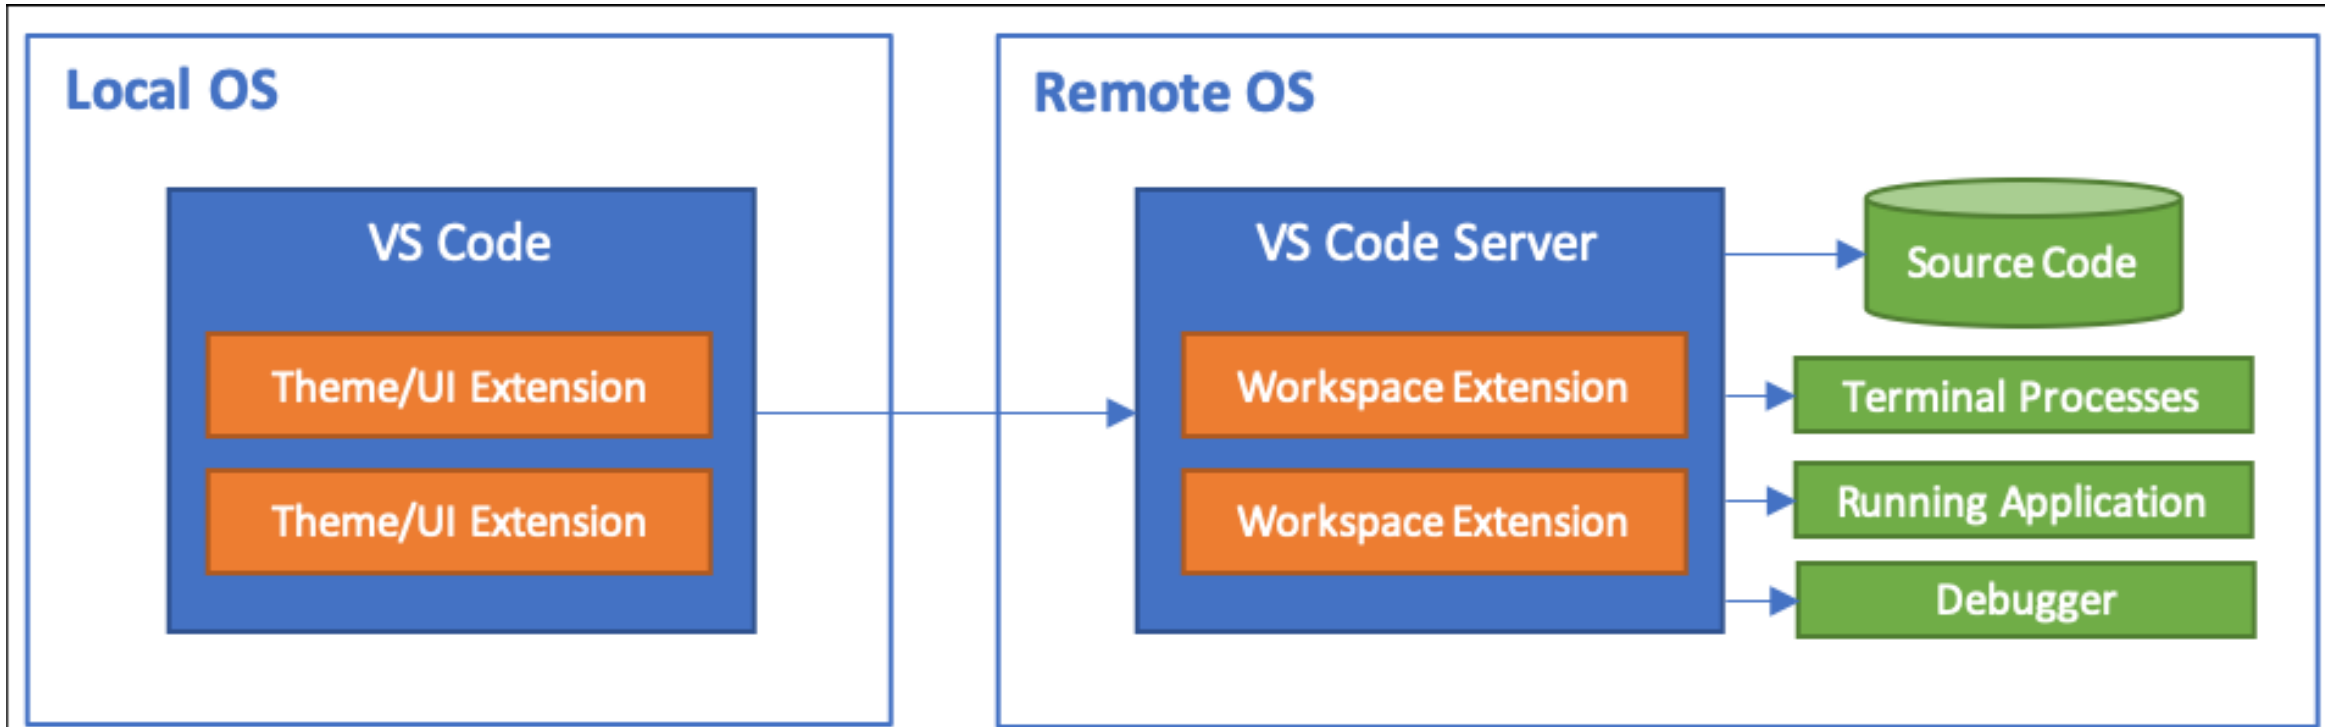 Local OS
VS Code
Theme/UI Extension
Theme/UI Extension
Remote OS
VS Code Server
Workspace Extension
Workspace Extension
Source Code
Terminal Processes
Running Application
Debugger